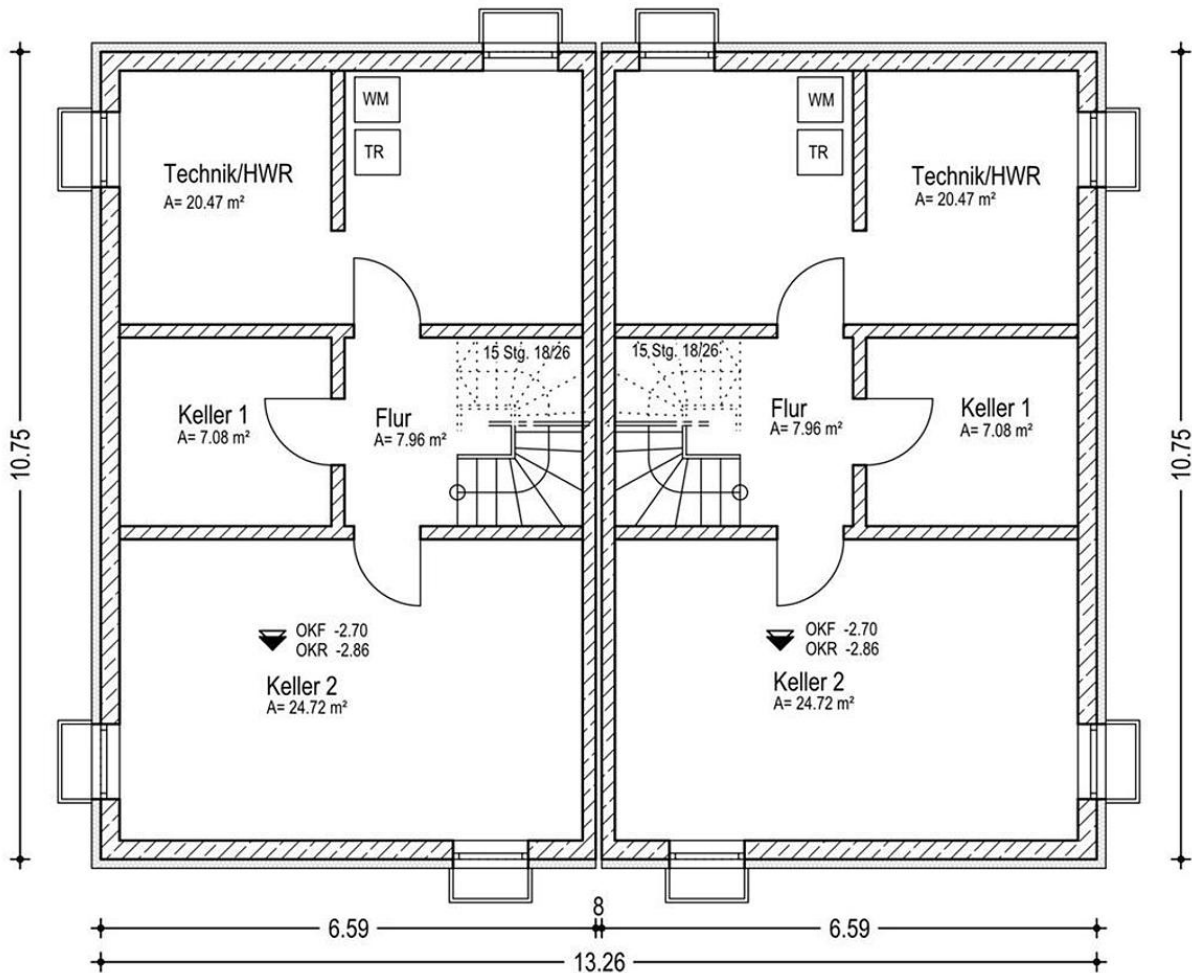 WM
WM
TR
TR
Technik/HWR
A= 20.47 m²
Technik/HWR
A= 20.47 m²
15 Stg. 18/26
15 Stg. 18/26
Keller 1
A= 7.08 m²
Flur
A= 7.96 m²
Flur
A= 7.96 m²
Keller 1
A= 7.08 m²
10.75
10.75
OKF -2.70
OKR -2.86
OKF -2.70
OKR -2.86
Keller 2
A= 24.72 m²
Keller 2
A= 24.72 m²
6.59
8
6.59
13.26